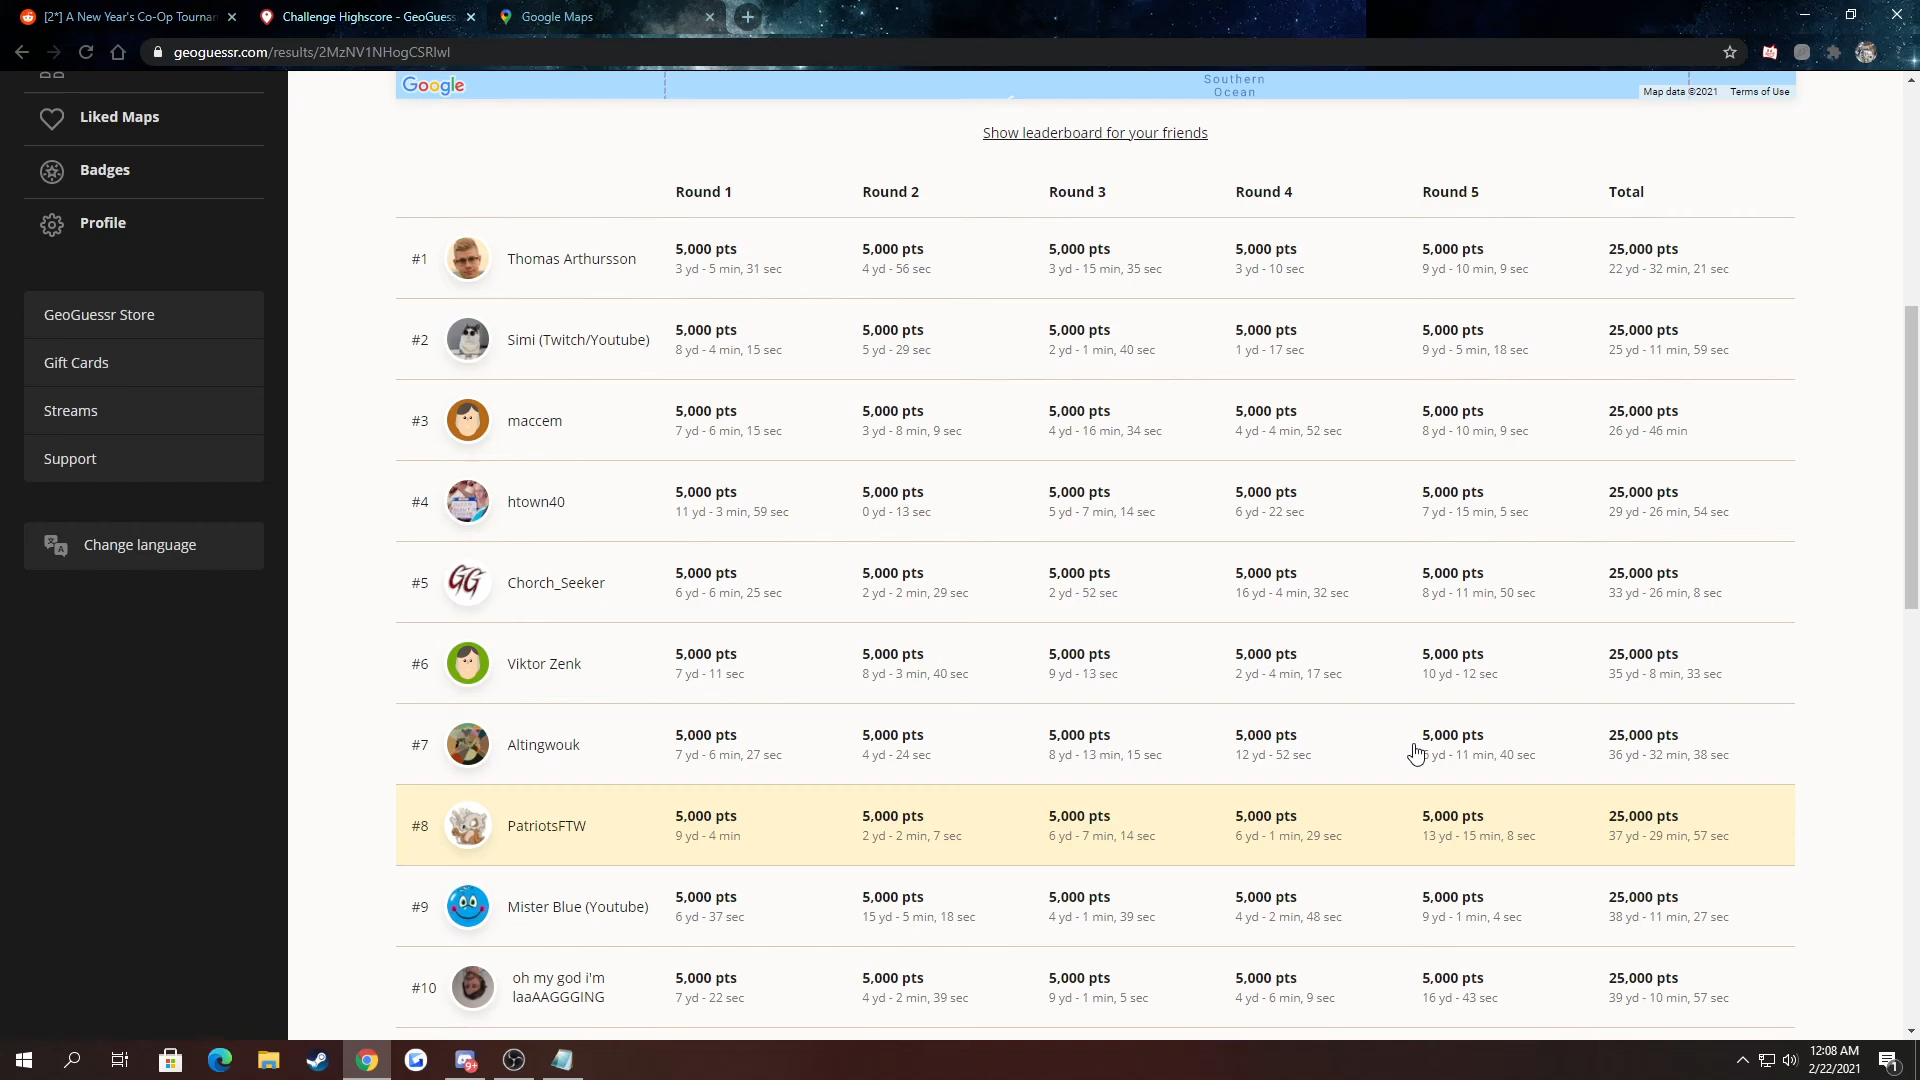 [2*] A New Year's Co-Op Tournan
Challenge Highscore - GeoGuess
Google Maps
geoguessr.com/results/2MzNV1NHogCSRlwl
Liked Maps
Badges
Profile
GeoGuessr Store
Gift Cards
Streams
Support
Change language
Google
Southern
Ocean
Map data ©2021 Terms of Use
Show leaderboard for your friends
Round 1 Round 2 Round 3 Round 4 Round 5 Total
#1 Thomas Arthursson
5,000 pts 5,000 pts 5,000 pts 5,000 pts 5,000 pts 25,000 pts
3 yd - 5 min, 31 sec 4 yd - 56 sec 3 yd - 15 min, 35 sec 3 yd - 10 sec 9 yd - 10 min, 9 sec 22 yd - 32 min, 21 sec
#2 Simi (Twitch/Youtube)
5,000 pts 5,000 pts 5,000 pts 5,000 pts 5,000 pts 25,000 pts
8 yd - 4 min, 15 sec 5 yd - 29 sec 2 yd - 1 min, 40 sec 1 yd - 17 sec 9 yd - 5 min, 18 sec 25 yd - 11 min, 59 sec
#3 maccem
5,000 pts 5,000 pts 5,000 pts 5,000 pts 5,000 pts 25,000 pts
7 yd - 6 min, 15 sec 3 yd - 8 min, 9 sec 4 yd - 16 min, 34 sec 4 yd - 4 min, 52 sec 8 yd - 10 min, 9 sec 26 yd - 46 min
#4 htown40
5,000 pts 5,000 pts 5,000 pts 5,000 pts 5,000 pts 25,000 pts
11 yd - 3 min, 59 sec 0 yd - 13 sec 5 yd - 7 min, 14 sec 6 yd - 22 sec 7 yd - 15 min, 5 sec 29 yd - 26 min, 54 sec
#5 GG Chorch_Seeker
5,000 pts 5,000 pts 5,000 pts 5,000 pts 5,000 pts 25,000 pts
6 yd - 6 min, 25 sec 2 yd - 2 min, 29 sec 2 yd - 52 sec 16 yd - 4 min, 32 sec 8 yd - 11 min, 50 sec 33 yd - 26 min, 8 sec
#6 Viktor Zenk
5,000 pts 5,000 pts 5,000 pts 5,000 pts 5,000 pts 25,000 pts
7 yd - 11 sec 8 yd - 3 min, 40 sec 9 yd - 13 sec 2 yd - 4 min, 17 sec 10 yd - 12 sec 35 yd - 8 min, 33 sec
#7 Altingwouk
5,000 pts 5,000 pts 5,000 pts 5,000 pts 5,000 pts 25,000 pts
7 yd - 6 min, 27 sec 4 yd - 24 sec 8 yd - 13 min, 15 sec 12 yd - 52 sec yd - 11 min, 40 sec 36 yd - 32 min, 38 sec
#8 PatriotsFTW
5,000 pts 5,000 pts 5,000 pts 5,000 pts 5,000 pts 25,000 pts
9 yd - 4 min 2 yd - 2 min, 7 sec 6 yd - 7 min, 14 sec 6 yd - 1 min, 29 sec 13 yd - 15 min, 8 sec 37 yd - 29 min, 57 sec
#9 Mister Blue (Youtube)
5,000 pts 5,000 pts 5,000 pts 5,000 pts 5,000 pts 25,000 pts
6 yd - 37 sec 15 yd - 5 min, 18 sec 4 yd - 1 min, 39 sec 4 yd - 2 min, 48 sec 9 yd - 1 min, 4 sec 38 yd - 11 min, 27 sec
#10 oh my god i'm
laaAAGGGING
5,000 pts 5,000 pts 5,000 pts 5,000 pts 5,000 pts 25,000 pts
7 yd - 22 sec 4 yd - 2 min, 39 sec 9 yd - 1 min, 5 sec 4 yd - 6 min, 9 sec 16 yd - 43 sec 39 yd - 10 min, 57 sec
9+
12:08 AM
2/22/2021
1